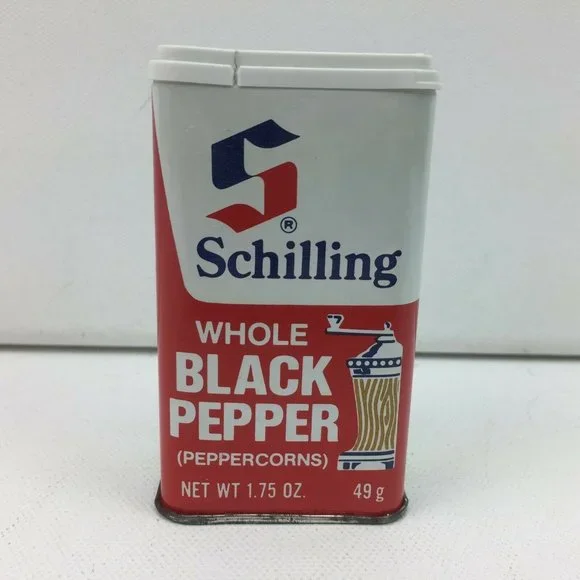 S
®
Schilling
WHOLE
BLACK
PEPPER
(PEPPERCORNS)
NET WT 1.75 OZ. 49 g